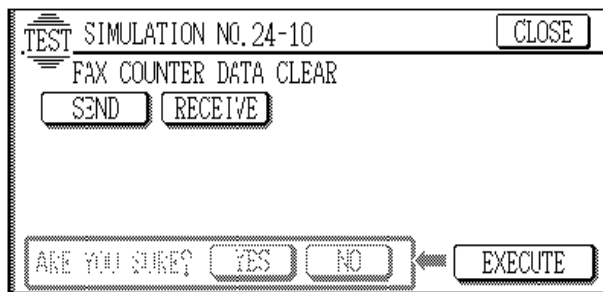 TEST SIMULATION NO.24-10 CLOSE
FAX COUNTER DATA CLEAR
SEND RECEIVE
ARE YOU SURE? YES NO EXECUTE